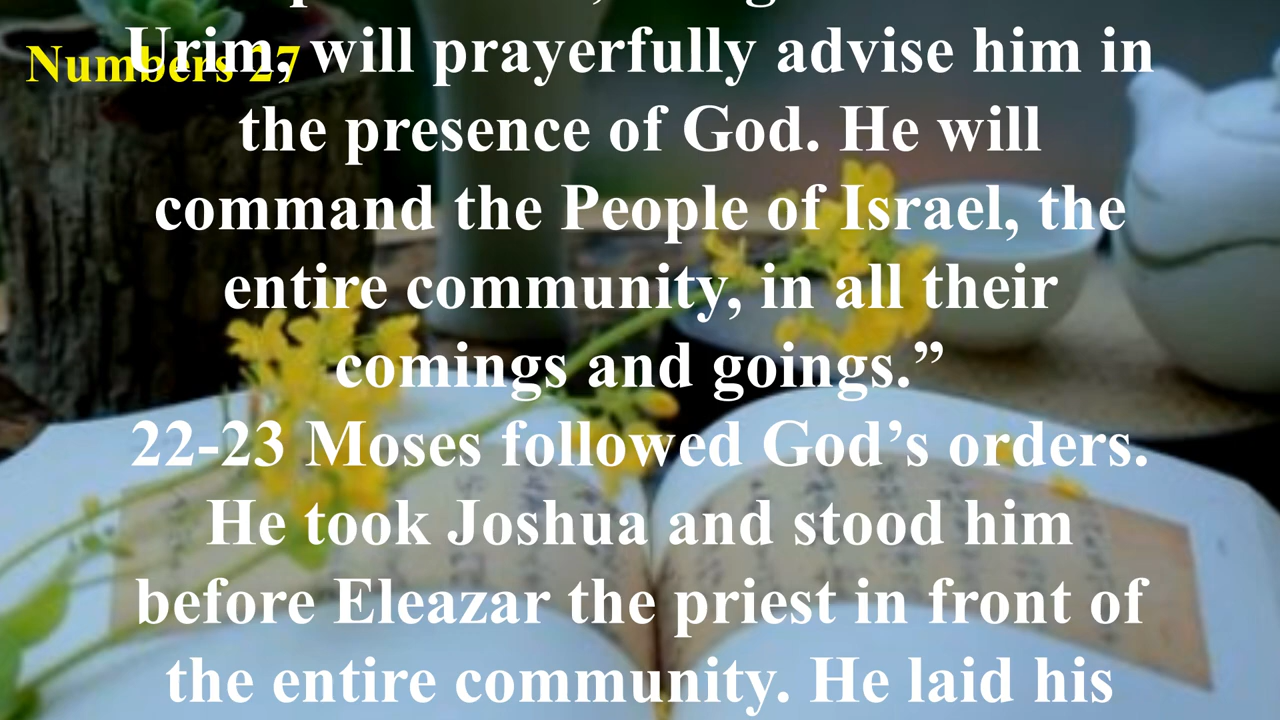 Numbers 27
Urim, will prayerfully advise him in
the presence of God. He will
command the People of Israel, the
entire community, in all their
comings and goings.”
22-23 Moses followed God’s orders.
He took Joshua and stood him
before Eleazar the priest in front of
the entire community. He laid his